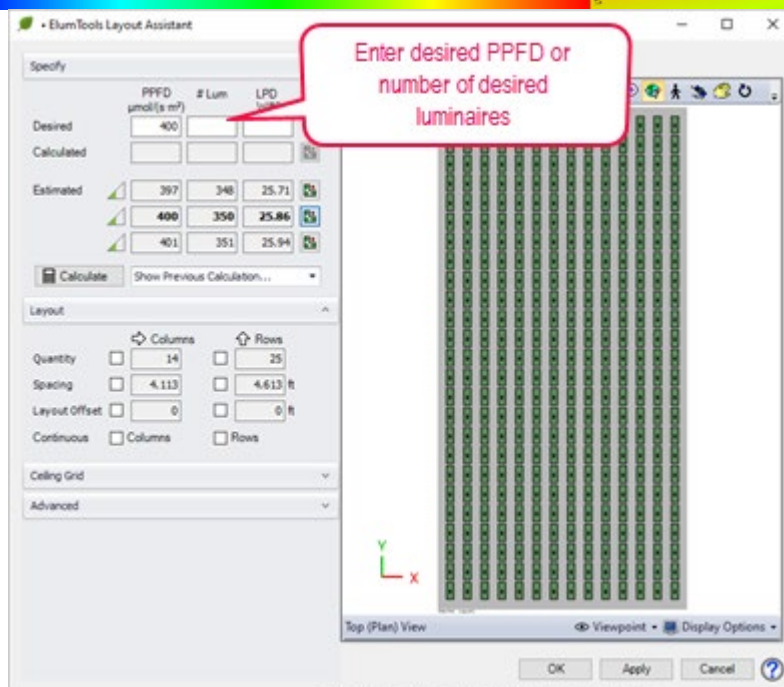 • ElumTools Layout Assistant
Enter desired PPFD or
number of desired
luminaires
Specify
PPFD # Lum LPD
µmol/(s m²)
Desired 400
Calculated
Estimated 397 348 25.71
400 350 25.86
401 351 25.94
Calculate Show Previous Calculation...
Layout
Columns Rows
Quantity 14 25
Spacing 4.113 4.613 ft
Layout Offset 0 0 ft
Continuous Columns Rows
Ceiling Grid
Advanced
Y
X
Top (Plan) View Viewpoint Display Options
OK Apply Cancel ?